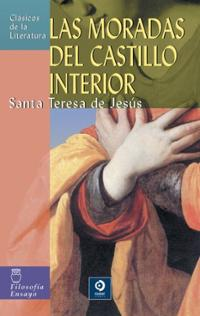 Clásicos de la
Literatura
LAS MORADAS
DEL CASTILLO
INTERIOR
Santa Teresa de Jesús
Filosofía
Ensayo